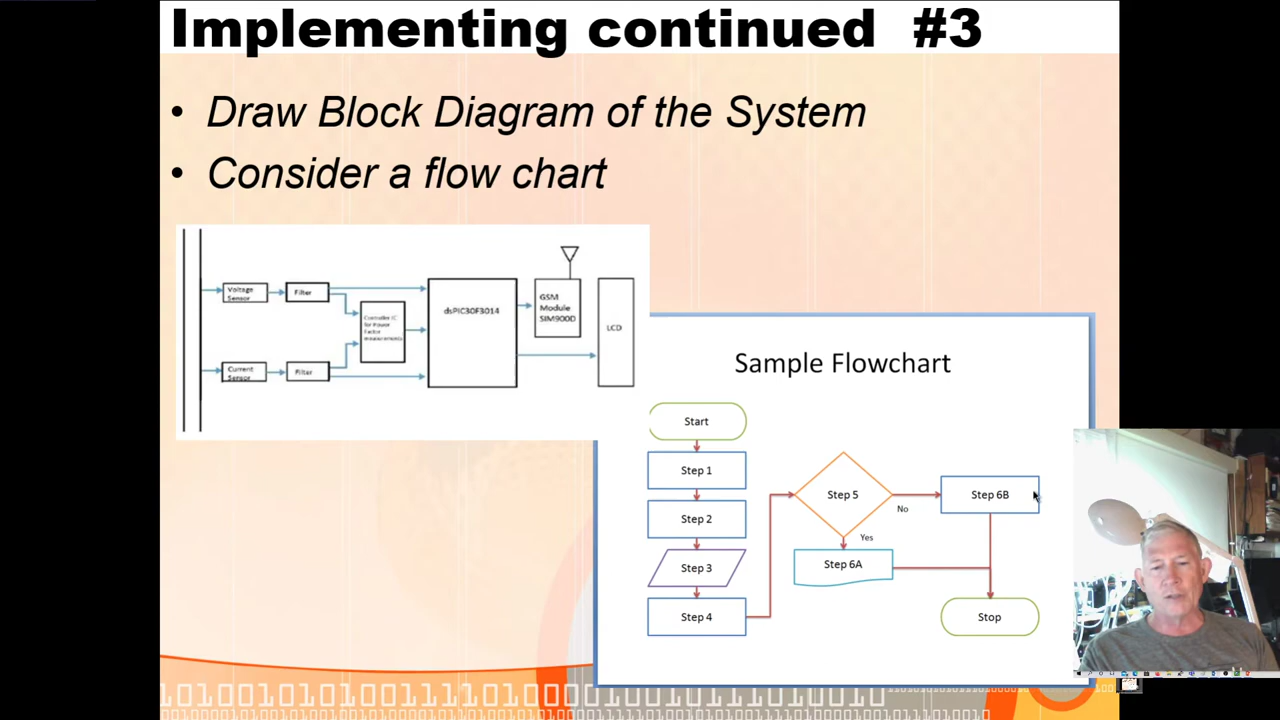 Implementing continued #3
• Draw Block Diagram of the System
• Consider a flow chart
Voltage
Sensor
Filter
Controller IC
for Power
Factor
measurements
Current
Sensor
Filter
dsPIC30F3014
GSM
Module
SIM900D
LCD
Sample Flowchart
Start
Step 1
Step 2
Step 3
Step 4
Step 5
No
Yes
Step 6A
Step 6B
Stop